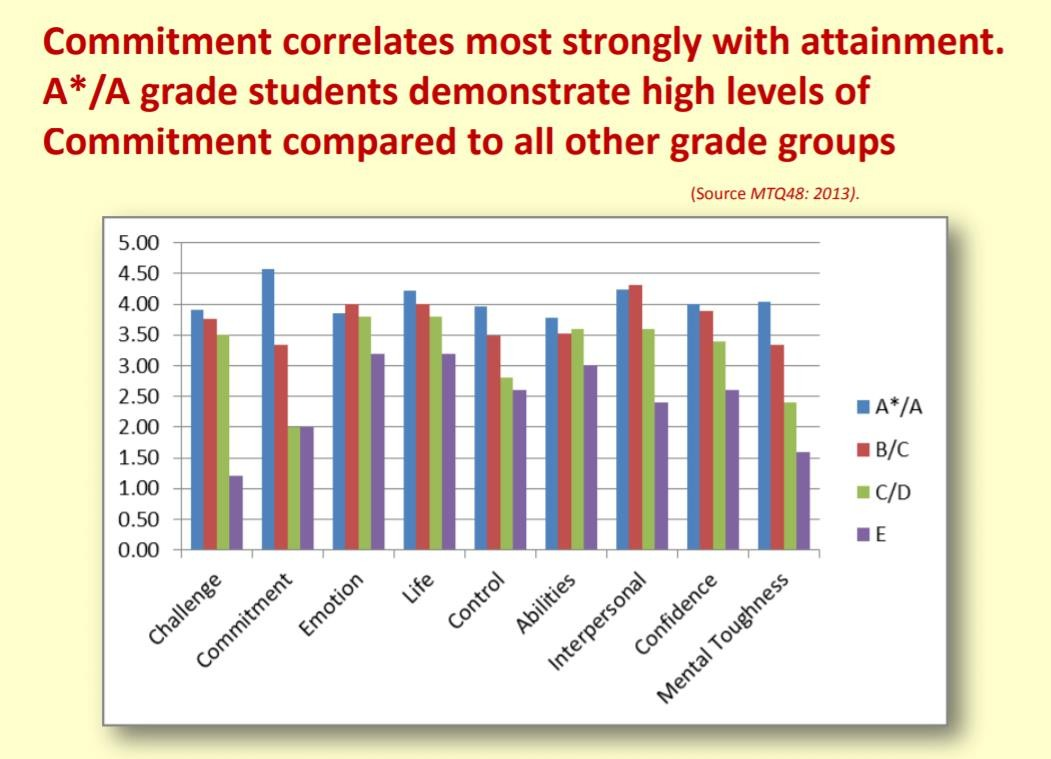 Commitment correlates most strongly with attainment.
A*/A grade students demonstrate high levels of
Commitment compared to all other grade groups
(Source MTQ48: 2013).
5.00
4.50
4.00
3.50
3.00
2.50
2.00
1.50
1.00
0.50
0.00
Challenge
Commitment
Emotion
Life
Control
Abilities
Interpersonal
Confidence
Mental Toughness
A*/A
B/C
C/D
E